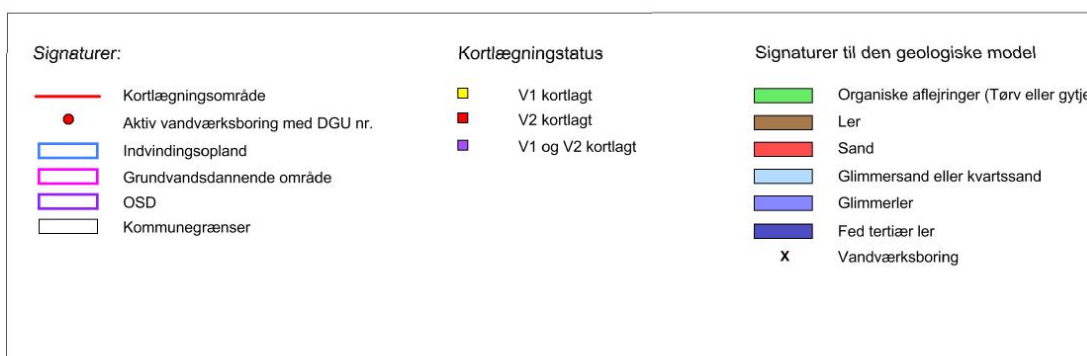 Signaturer:
Kortlægningsområde
Aktiv vandværksboring med DGU nr.
Indvindingsopland
Grundvandsdannende område
OSD
Kommunegrænser
Kortlægningstatus
V1 kortlagt
V2 kortlagt
V1 og V2 kortlagt
Signaturer til den geologiske model
Organiske aflejringer (Tørv eller gytje
Ler
Sand
Glimmersand eller kvartssand
Glimmerler
Fed tertiær ler
X Vandværksboring